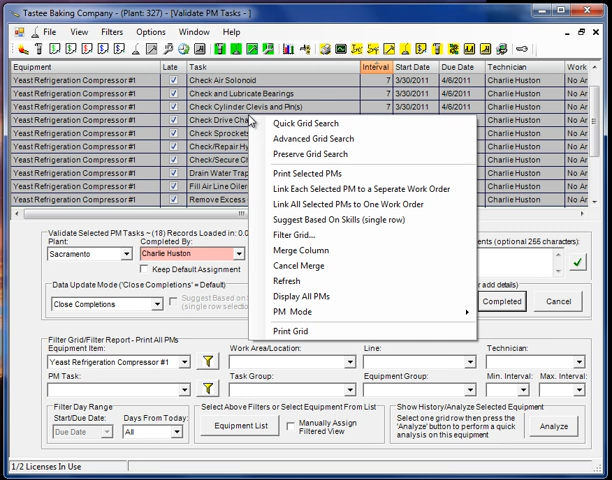 Tastee Baking Company - (Plant: 327) - [Validate PM Tasks - ]
File View Filters Options Window Help
Equipment Late Task Interval Start Date Due Date Technician Work
Yeast Refrigeration Compressor #1 Check Air Solonoid 7 3/30/2011 4/6/2011 Charlie Huston No Ar
Yeast Refrigeration Compressor #1 Check and Lubricate Bearings 7 3/30/2011 4/6/2011 Charlie Huston No Ar
Yeast Refrigeration Compressor #1 Check Cylinder Clevis and Pin(s) 7 3/30/2011 4/6/2011 Charlie Huston No Ar
Yeast Refrigeration Compressor #1 Check Drive Cha Charlie Huston No Ar
Yeast Refrigeration Compressor #1 Check Sprockets Charlie Huston No Ar
Yeast Refrigeration Compressor #1 Check/Repair Hy Charlie Huston No Ar
Yeast Refrigeration Compressor #1 Check/Secure C Charlie Huston No Ar
Yeast Refrigeration Compressor #1 Drain Water Trap Charlie Huston No Ar
Yeast Refrigeration Compressor #1 Fill Air Line Oiler Charlie Huston No Ar
Yeast Refrigeration Compressor #1 Remove Excess Charlie Huston No Ar
Quick Grid Search
Advanced Grid Search
Preserve Grid Search
Print Selected PMs
Link Each Selected PM to a Seperate Work Order
Link All Selected PMs to One Work Order
Suggest Based On Skills (single row)
Filter Grid...
Merge Column
Cancel Merge
Refresh
Display All PMs
PM Mode
Print Grid
Validate Selected PM Tasks ~ (18) Records Loaded in: 0.0
Plant: Completed By: ents (optional 255 characters)
Sacramento Charlie Huston
Keep Default Assignment
Data Update Mode ('Close Completions' = Default) r add details)
Close Completions Suggest Based on (single row selec Completed Cancel
Filter Grid/Filter Report - Print All PMs
Equipment Item: Work Area/Location: Line: Technician:
Yeast Refrigeration Compressor #1
PM Task: Task Group: Equipment Group: Min. Interval: Max. Interval:
Filter Day Range Select Above Filters or Select Equipment From List Show History/Analyze Selected Equipment
Start/Due Date: Days From Today: Select one grid row then press the
Due Date All Equipment List Manually Assign Filtered View 'Analyze' button to perform a quick analysis on this equipment Analyze
1/2 Licenses In Use